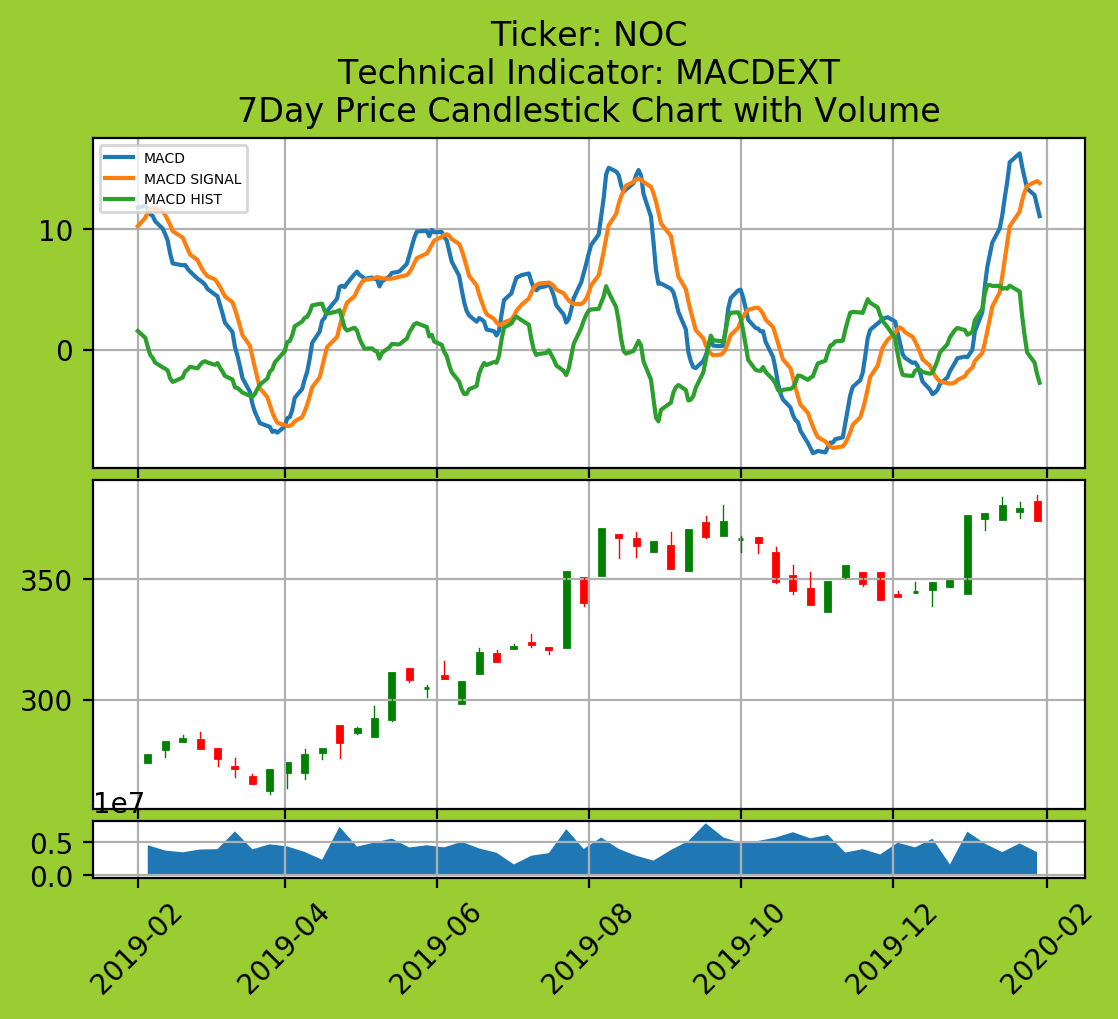 Ticker: NOC
Technical Indicator: MACDEXT
7Day Price Candlestick Chart with Volume
MACD
MACD SIGNAL
MACD HIST
10
0
350
300
1e7
0.5
0.0
2019-02
2019-04
2019-06
2019-08
2019-10
2019-12
2020-02